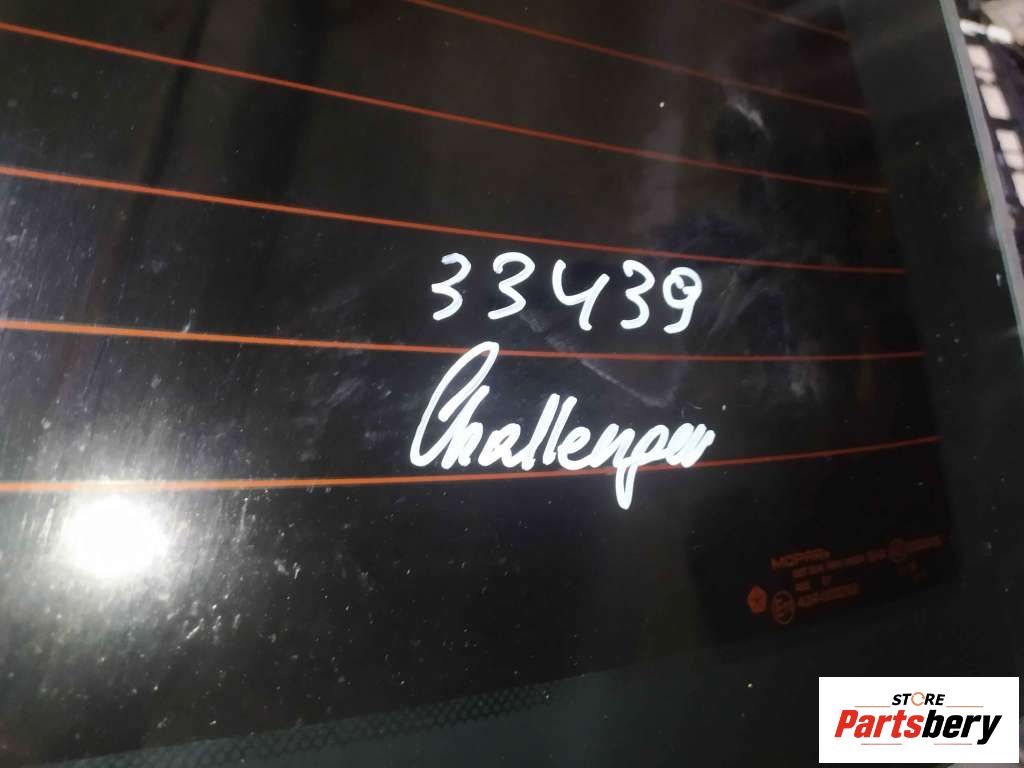 33439
Challenger
MOPAR
STORE
Partsbery